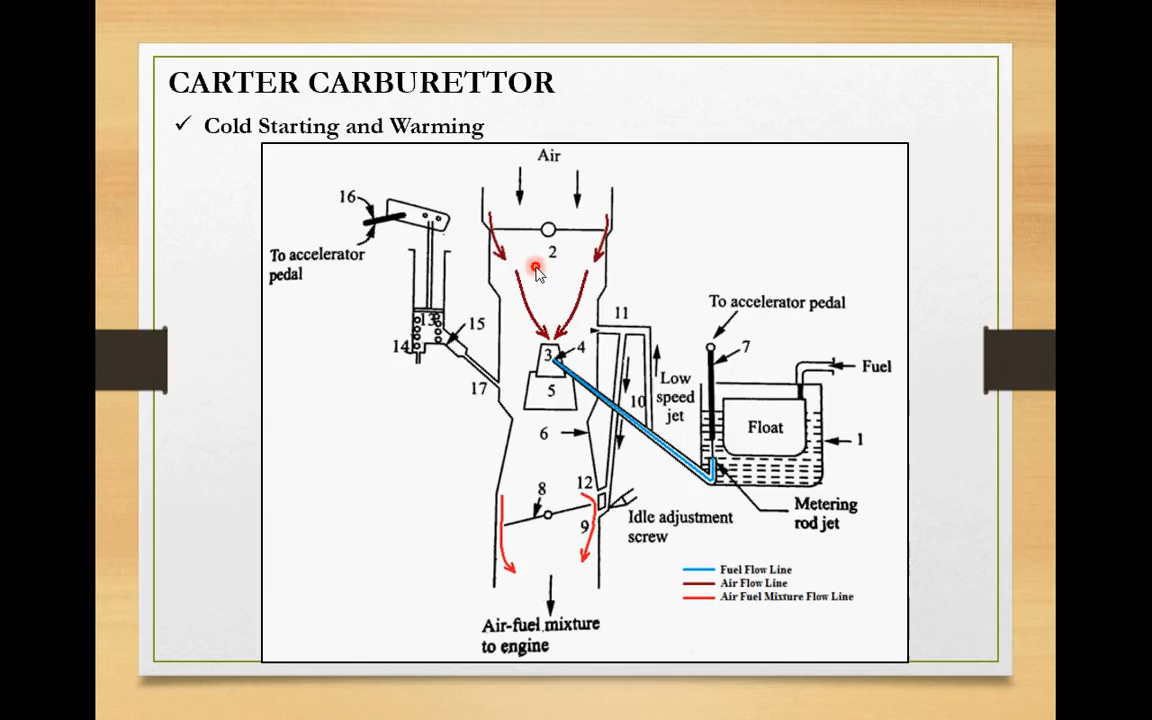 CARTER CARBURETTOR
✓ Cold Starting and Warming
Air
16
To accelerator
pedal
2
11
To accelerator pedal
13
15
14
3
4
7
Fuel
17
5
Low
speed
jet
10
Float
1
6
8
12
9
Idle adjustment
screw
Metering
rod jet
Fuel Flow Line
Air Flow Line
Air Fuel Mixture Flow Line
Air-fuel mixture
to engine